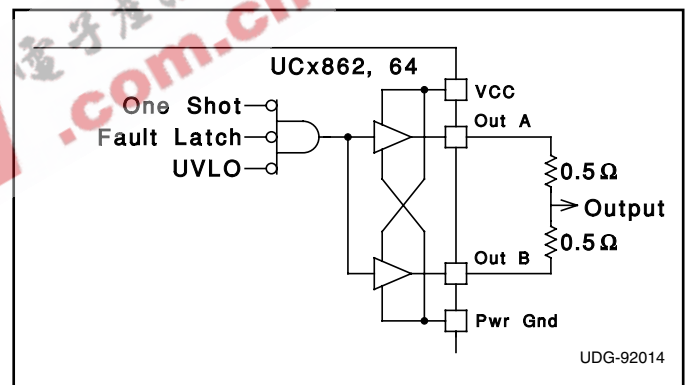 UCx862, 64
VCC
One Shot
Out A
Fault Latch
UVLO
0.5Ω
Output
0.5Ω
Out B
Pwr Gnd
UDG-92014
.com.cn